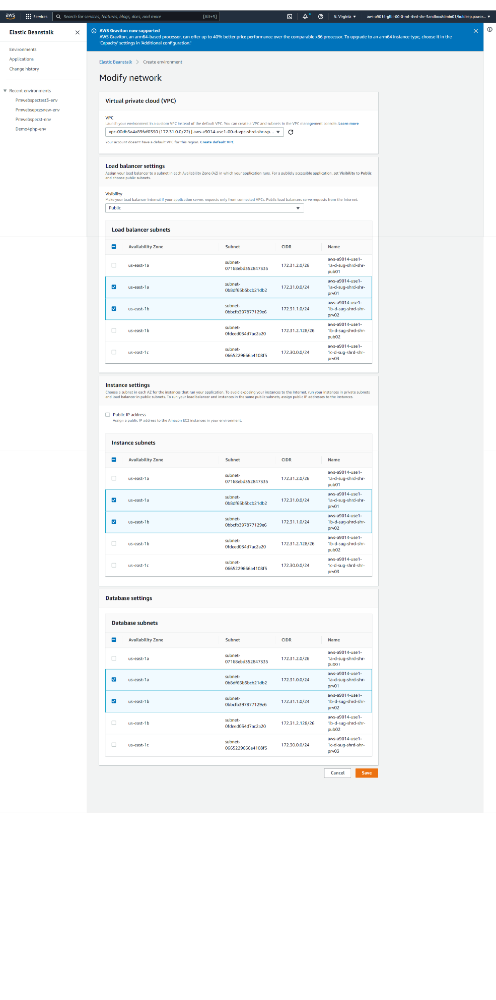 aws
Services
Search for services, features, blogs, docs, and more
[Alt+S]
N. Virginia
aws-a9014-glbl-00-0-rol-shrd-shr-SandboxAdmin01/kuldeep.pawar...
Elastic Beanstalk
Environments
Applications
Change history
Recent environments
Pmwebspectest3-env
Pmwebsepczsnew-env
Pmwebspecst-env
Demo4php-env
AWS Graviton now supported
AWS Graviton, an arm64-based processor, can offer up to 40% better price performance over the comparable x86 processor. To upgrade to an arm64 instance type, choose it in the
'Capacity' settings in 'Additional configuration.'
Elastic Beanstalk > Create environment
Modify network
Virtual private cloud (VPC)
VPC
Launch your environment in a custom VPC instead of the default VPC. You can create a VPC and subnets in the VPC management console. Learn more
vpc-00db5a4a89faf0350 (172.31.0.0/22) | aws-a9014-use1-00-d-vpc-shrd-shr-vp...
Your account doesn't have a default VPC for this region. Create default VPC
Load balancer settings
Assign your load balancer to a subnet in each Availability Zone (AZ) in which your application runs. For a publicly accessible application, set Visibility to Public
and choose public subnets.
Visibility
Make your load balancer internal if your application serves requests only from connected VPCs. Public load balancers serve requests from the Internet.
Public
Load balancer subnets
Availability Zone Subnet CIDR Name
us-east-1a subnet-07168ebd352847335 172.31.2.0/26 aws-a9014-use1-1a-d-sug-shrd-shr-pub01
us-east-1a subnet-0b8df65b5bcb21db2 172.31.0.0/24 aws-a9014-use1-1a-d-sug-shrd-shr-prv01
us-east-1b subnet-0bbcfb397877129e6 172.31.1.0/24 aws-a9014-use1-1b-d-sug-shrd-shr-prv02
us-east-1b subnet-0fdeed034d7ac2a20 172.31.2.128/26 aws-a9014-use1-1b-d-sug-shrd-shr-pub02
us-east-1c subnet-0665229666a4108f5 172.30.0.0/24 aws-a9014-use1-1c-d-sug-shrd-shr-prv03
Instance settings
Choose a subnet in each AZ for the instances that run your application. To avoid exposing your instances to the Internet, run your instances in private subnets
and load balancer in public subnets. To run your load balancer and instances in the same public subnets, assign public IP addresses to the instances.
Public IP address
Assign a public IP address to the Amazon EC2 instances in your environment.
Instance subnets
Availability Zone Subnet CIDR Name
us-east-1a subnet-07168ebd352847335 172.31.2.0/26 aws-a9014-use1-1a-d-sug-shrd-shr-pub01
us-east-1a subnet-0b8df65b5bcb21db2 172.31.0.0/24 aws-a9014-use1-1a-d-sug-shrd-shr-prv01
us-east-1b subnet-0bbcfb397877129e6 172.31.1.0/24 aws-a9014-use1-1b-d-sug-shrd-shr-prv02
us-east-1b subnet-0fdeed034d7ac2a20 172.31.2.128/26 aws-a9014-use1-1b-d-sug-shrd-shr-pub02
us-east-1c subnet-0665229666a4108f5 172.30.0.0/24 aws-a9014-use1-1c-d-sug-shrd-shr-prv03
Database settings
Database subnets
Availability Zone Subnet CIDR Name
us-east-1a subnet-07168ebd352847335 172.31.2.0/26 aws-a9014-use1-1a-d-sug-shrd-shr-pub01
us-east-1a subnet-0b8df65b5bcb21db2 172.31.0.0/24 aws-a9014-use1-1a-d-sug-shrd-shr-prv01
us-east-1b subnet-0bbcfb397877129e6 172.31.1.0/24 aws-a9014-use1-1b-d-sug-shrd-shr-prv02
us-east-1b subnet-0fdeed034d7ac2a20 172.31.2.128/26 aws-a9014-use1-1b-d-sug-shrd-shr-pub02
us-east-1c subnet-0665229666a4108f5 172.30.0.0/24 aws-a9014-use1-1c-d-sug-shrd-shr-prv03
Cancel
Save